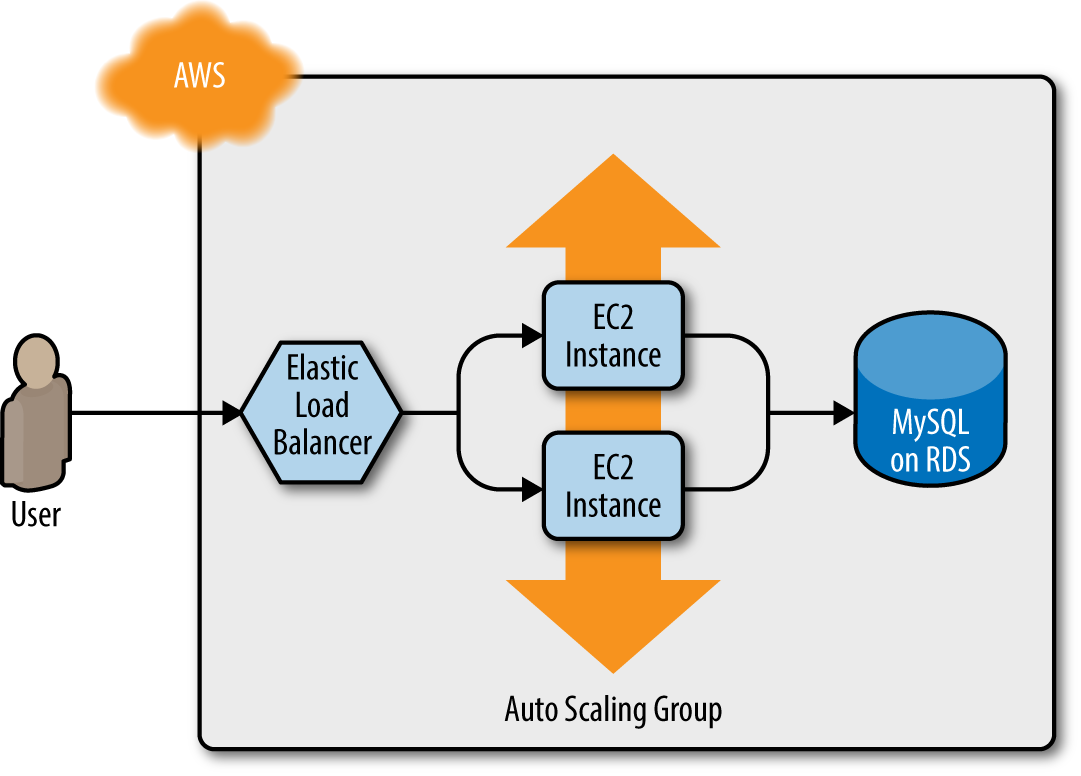 AWS
User
Elastic
Load
Balancer
EC2
Instance
EC2
Instance
MySQL
on RDS
Auto Scaling Group